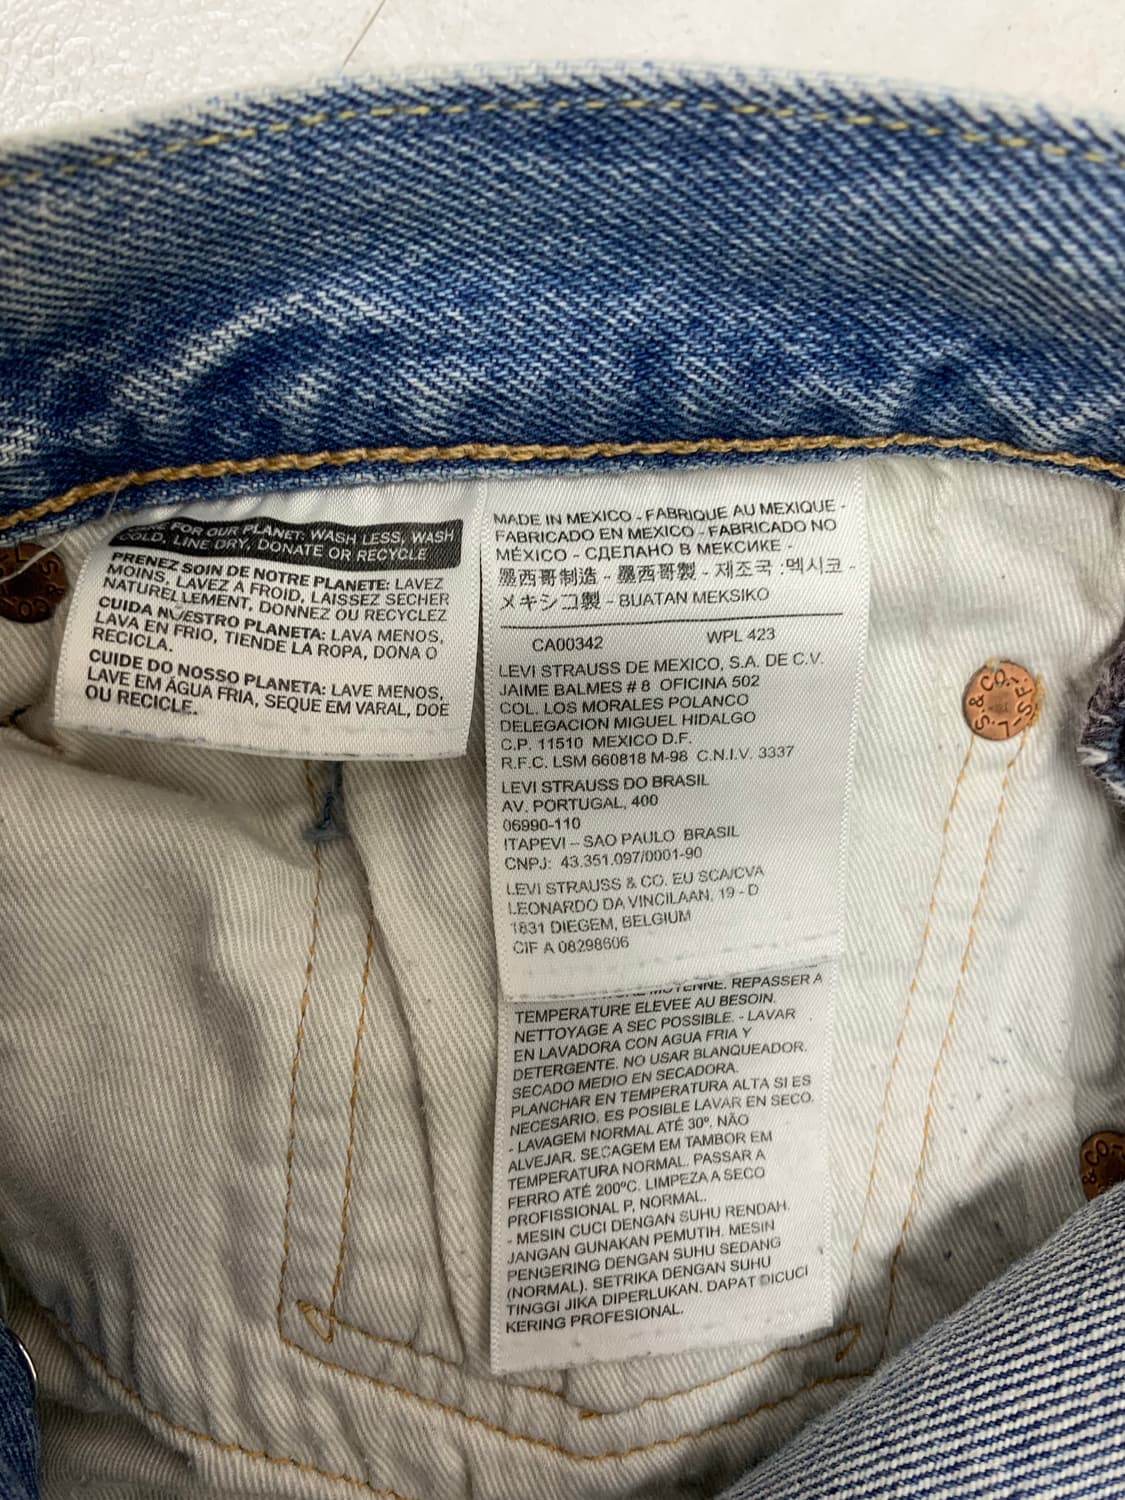 FOR OUR PLANET: WASH LESS, WASH
COLD, LINE DRY, DONATE OR RECYCLE
PRENEZ SOIN DE NOTRE PLANETE: LAVEZ
MOINS, LAVEZ A FROID, LAISSEZ SECHER
NATURELLEMENT, DONNEZ OU RECYCLEZ
CUIDA NUESTRO PLANETA: LAVA MENOS,
LAVA EN FRIO, TIENDE LA ROPA, DONA O
RECICLA.
CUIDE DO NOSSO PLANETA: LAVE MENOS,
LAVE EM ÁGUA FRIA, SEQUE EM VARAL, DOE
OU RECICLE.
MADE IN MEXICO - FABRIQUE AU MEXIQUE -
FABRICADO EN MEXICO - FABRICADO NO
MÉXICO - СДЕЛАНО В МЕКСИКЕ -
墨西哥制造 - 墨西哥製 - 제조국 :멕시코 -
メキシコ製 - BUATAN MEKSIKO
CA00342 WPL 423
LEVI STRAUSS DE MEXICO, S.A. DE C.V.
JAIME BALMES # 8 OFICINA 502
COL. LOS MORALES POLANCO
DELEGACION MIGUEL HIDALGO
C.P. 11510 MEXICO D.F.
R.F.C. LSM 660818 M-98 C.N.I.V. 3337
LEVI STRAUSS DO BRASIL
AV. PORTUGAL, 400
06990-110
ITAPEVI – SAO PAULO BRASIL
CNPJ: 43.351.097/0001-90
LEVI STRAUSS & CO. EU SCA/CVA
LEONARDO DA VINCILAAN, 19 - D
1831 DIEGEM, BELGIUM
CIF A 08298606
MOYENNE. REPASSER A
TEMPERATURE ELEVEE AU BESOIN.
NETTOYAGE A SEC POSSIBLE. - LAVAR
EN LAVADORA CON AGUA FRIA Y
DETERGENTE. NO USAR BLANQUEADOR.
SECADO MEDIO EN SECADORA.
PLANCHAR EN TEMPERATURA ALTA SI ES
NECESARIO. ES POSIBLE LAVAR EN SECO.
- LAVAGEM NORMAL ATÉ 30º. NÃO
ALVEJAR. SECAGEM EM TAMBOR EM
TEMPERATURA NORMAL. PASSAR A
FERRO ATÉ 200ºC. LIMPEZA A SECO
PROFISSIONAL P, NORMAL.
- MESIN CUCI DENGAN SUHU RENDAH.
JANGAN GUNAKAN PEMUTIH. MESIN
PENGERING DENGAN SUHU SEDANG
(NORMAL). SETRIKA DENGAN SUHU
TINGGI JIKA DIPERLUKAN. DAPAT DICUCI
KERING PROFESIONAL.
L.S.&CO. S.F.
&CO.